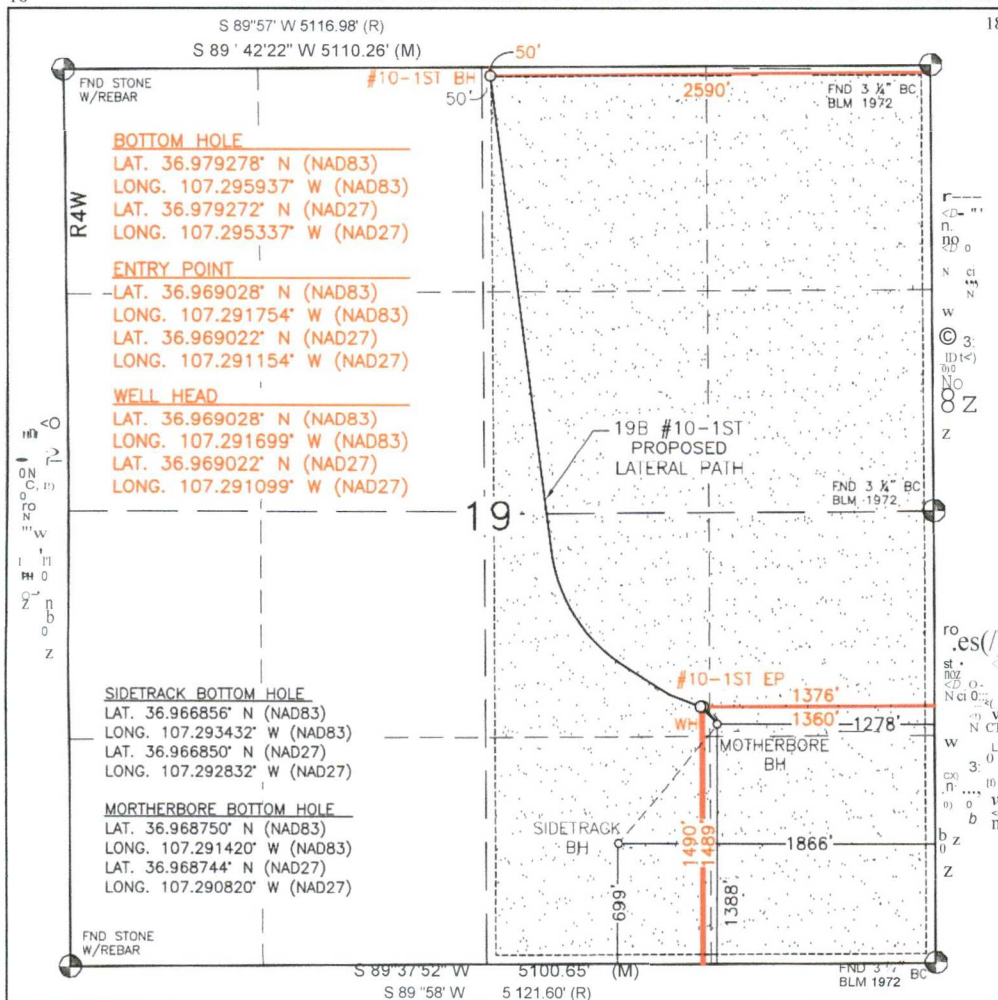 18
S 89°57' W 5116.98' (R)
S 89 ' 42'22" W 5110.26' (M)
50'
#10-1ST BH
50'
2590'
FND STONE
W/REBAR
FND 3 ¼" BC
BLM 1972
R4W
BOTTOM HOLE
LAT. 36.979278° N (NAD83)
LONG. 107.295937° W (NAD83)
LAT. 36.979272° N (NAD27)
LONG. 107.295337° W (NAD27)
ENTRY POINT
LAT. 36.969028° N (NAD83)
LONG. 107.291754° W (NAD83)
LAT. 36.969022° N (NAD27)
LONG. 107.291154° W (NAD27)
WELL HEAD
LAT. 36.969028° N (NAD83)
LONG. 107.291699° W (NAD83)
LAT. 36.969022° N (NAD27)
LONG. 107.291099° W (NAD27)
19B #10-1ST
PROPOSED
LATERAL PATH
FND 3 ¼" BC
BLM 1972
19
#10-1ST EP
1376'
WH
1360'
1278'
MOTHERBORE
BH
SIDETRACK BOTTOM HOLE
LAT. 36.966856° N (NAD83)
LONG. 107.293432° W (NAD83)
LAT. 36.966850° N (NAD27)
LONG. 107.292832° W (NAD27)
MORTHERBORE BOTTOM HOLE
LAT. 36.968750° N (NAD83)
LONG. 107.291420° W (NAD83)
LAT. 36.968744° N (NAD27)
LONG. 107.290820° W (NAD27)
SIDETRACK
BH
1866'
699'
1490'
1489'
1388'
FND STONE
W/REBAR
S 89°37'52" W 5100.65' (M)
S 89 °58' W 5 121.60' (R)
FND 3 ¼" BC
BLM 1972